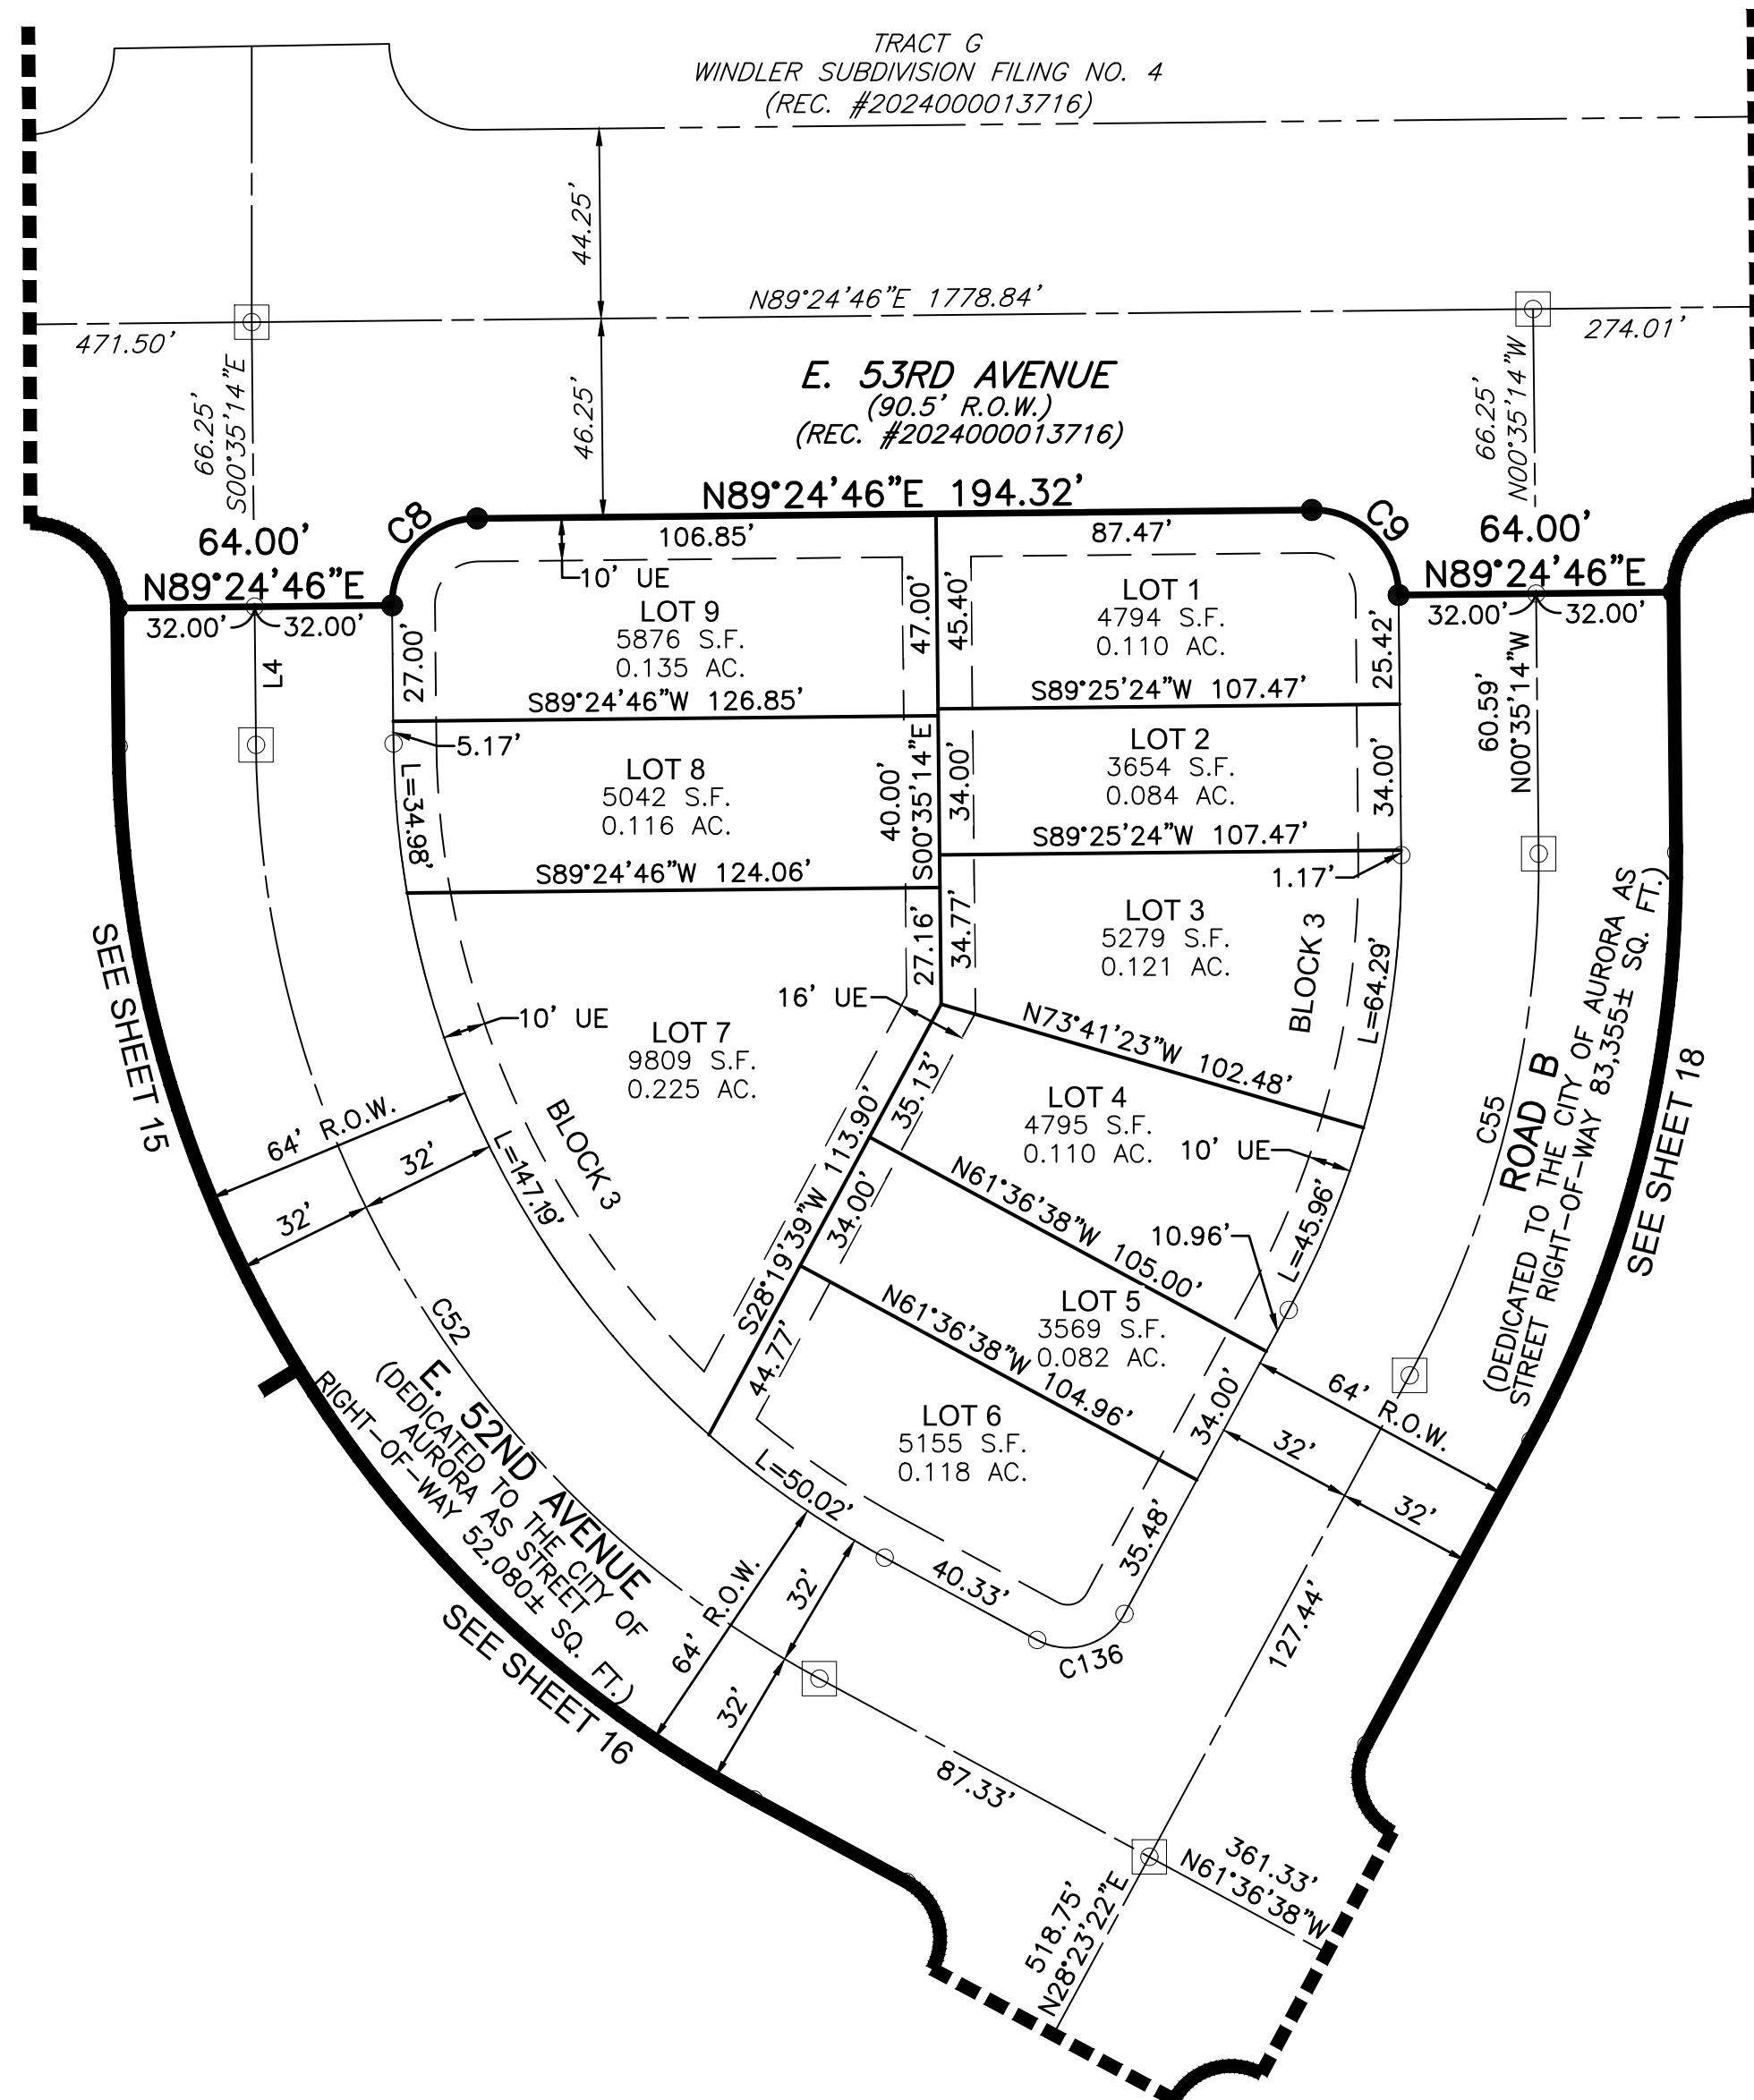 TRACT G
WINDLER SUBDIVISION FILING NO. 4
(REC. #2024000013716)
44.25'
N89°24'46"E 1778.84'
471.50'
274.01'
66.25'
S00°35'14"E
46.25'
E. 53RD AVENUE
(90.5' R.O.W.)
(REC. #2024000013716)
66.25'
N00°35'14"W
N89°24'46"E 194.32'
C8
C9
64.00'
N89°24'46"E
32.00'
32.00'
106.85'
87.47'
64.00'
N89°24'46"E
32.00'
32.00'
10' UE
LOT 9
5876 S.F.
0.135 AC.
47.00'
45.40'
LOT 1
4794 S.F.
0.110 AC.
25.42'
27.00'
L4
S89°24'46"W 126.85'
S89°25'24"W 107.47'
60.59'
N00°35'14"W
5.17'
L=34.98'
LOT 8
5042 S.F.
0.116 AC.
40.00'
S00°35'14"E
34.00'
LOT 2
3654 S.F.
0.084 AC.
34.00'
S89°24'46"W 124.06'
S89°25'24"W 107.47'
1.17'
27.16'
34.77'
LOT 3
5279 S.F.
0.121 AC.
BLOCK 3
L=64.29'
SEE SHEET 15
10' UE
16' UE
LOT 7
9809 S.F.
0.225 AC.
N73°41'23"W 102.48'
BLOCK 3
64' R.O.W.
32'
32'
L=147.19'
35.13'
S28°19'39"W 113.90'
34.00'
LOT 4
4795 S.F.
0.110 AC.
10' UE
N61°36'38"W 105.00'
10.96'
L=45.96'
C55
ROAD B
(DEDICATED TO THE CITY OF AURORA AS
STREET RIGHT-OF-WAY 83,355± SQ. FT.)
SEE SHEET 18
C52
44.77'
LOT 5
3569 S.F.
0.082 AC.
N61°36'38"W 104.96'
34.00'
64' R.O.W.
32'
32'
E. 52ND AVENUE
(DEDICATED TO THE CITY OF
AURORA AS STREET
RIGHT-OF-WAY 52,080± SQ. FT.)
SEE SHEET 16
LOT 6
5155 S.F.
0.118 AC.
L=50.02'
35.48'
40.33'
C136
64' R.O.W.
32'
32'
127.44'
87.33'
361.33'
N61°36'38"W
518.75'
N28°23'22"E